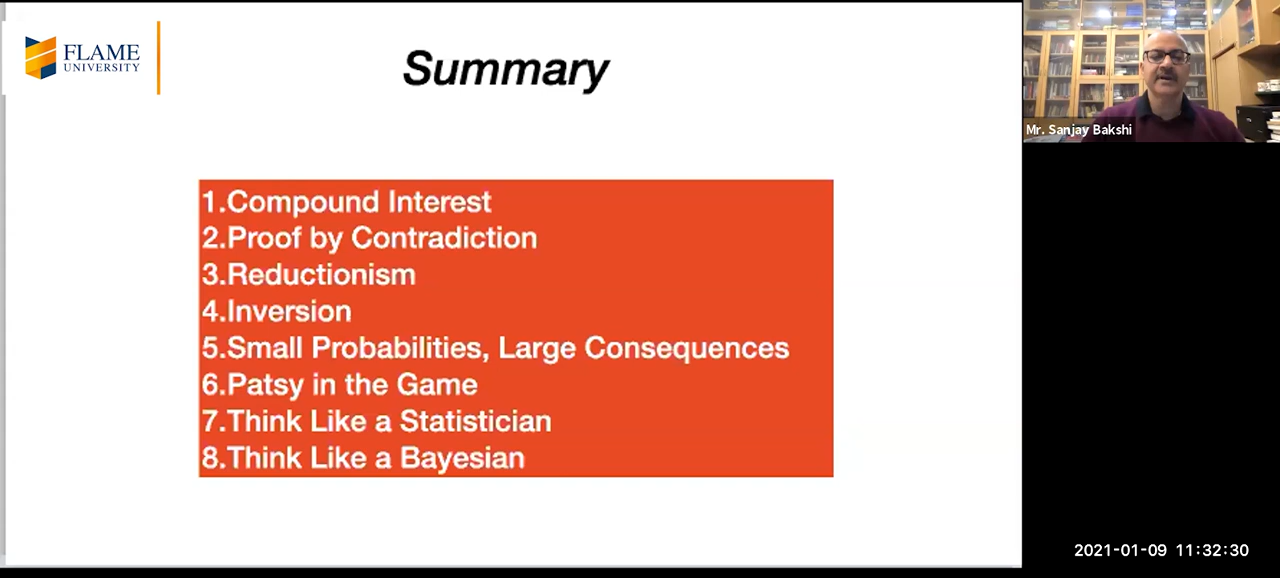 FLAME
UNIVERSITY
Summary
1.Compound Interest
2.Proof by Contradiction
3.Reductionism
4.Inversion
5.Small Probabilities, Large Consequences
6.Patsy in the Game
7.Think Like a Statistician
8.Think Like a Bayesian
Mr. Sanjay Bakshi
2021-01-09 11:32:30